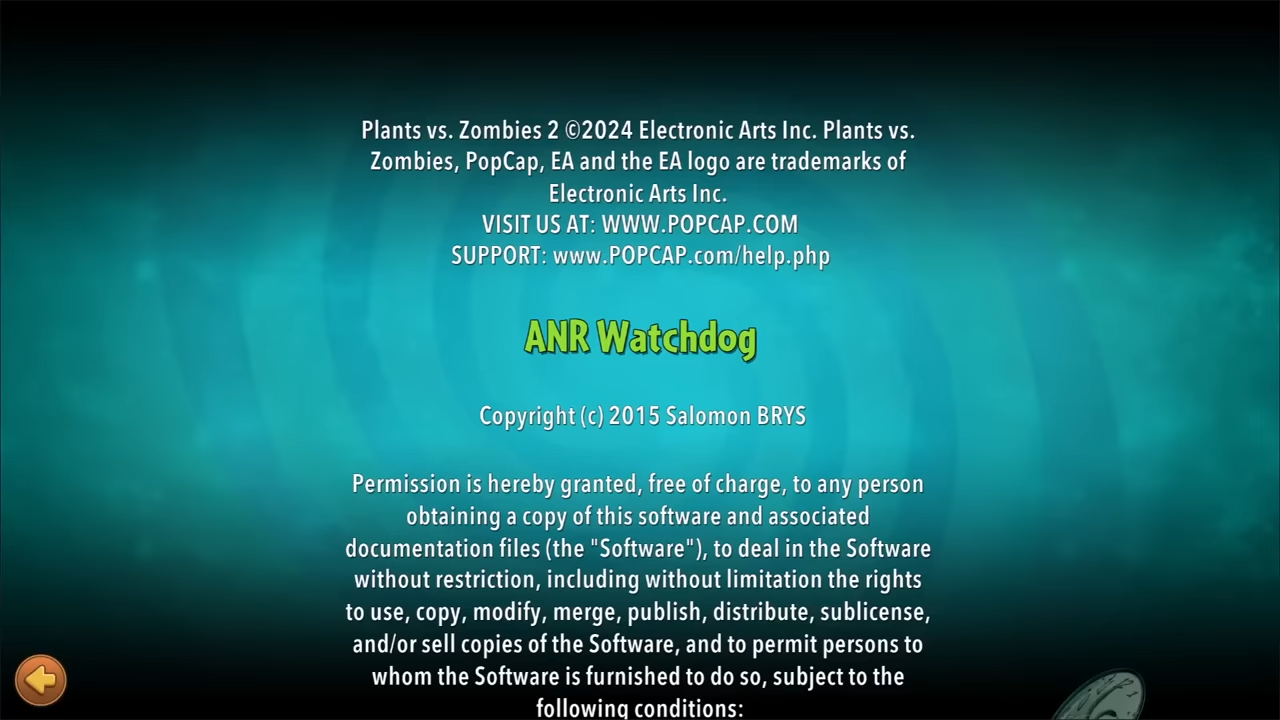 Plants vs. Zombies 2 ©2024 Electronic Arts Inc. Plants vs.
Zombies, PopCap, EA and the EA logo are trademarks of
Electronic Arts Inc.
VISIT US AT: WWW.POPCAP.COM
SUPPORT: www.POPCAP.com/help.php
ANR Watchdog
Copyright (c) 2015 Salomon BRYS
Permission is hereby granted, free of charge, to any person
obtaining a copy of this software and associated
documentation files (the "Software"), to deal in the Software
without restriction, including without limitation the rights
to use, copy, modify, merge, publish, distribute, sublicense,
and/or sell copies of the Software, and to permit persons to
whom the Software is furnished to do so, subject to the
following conditions: